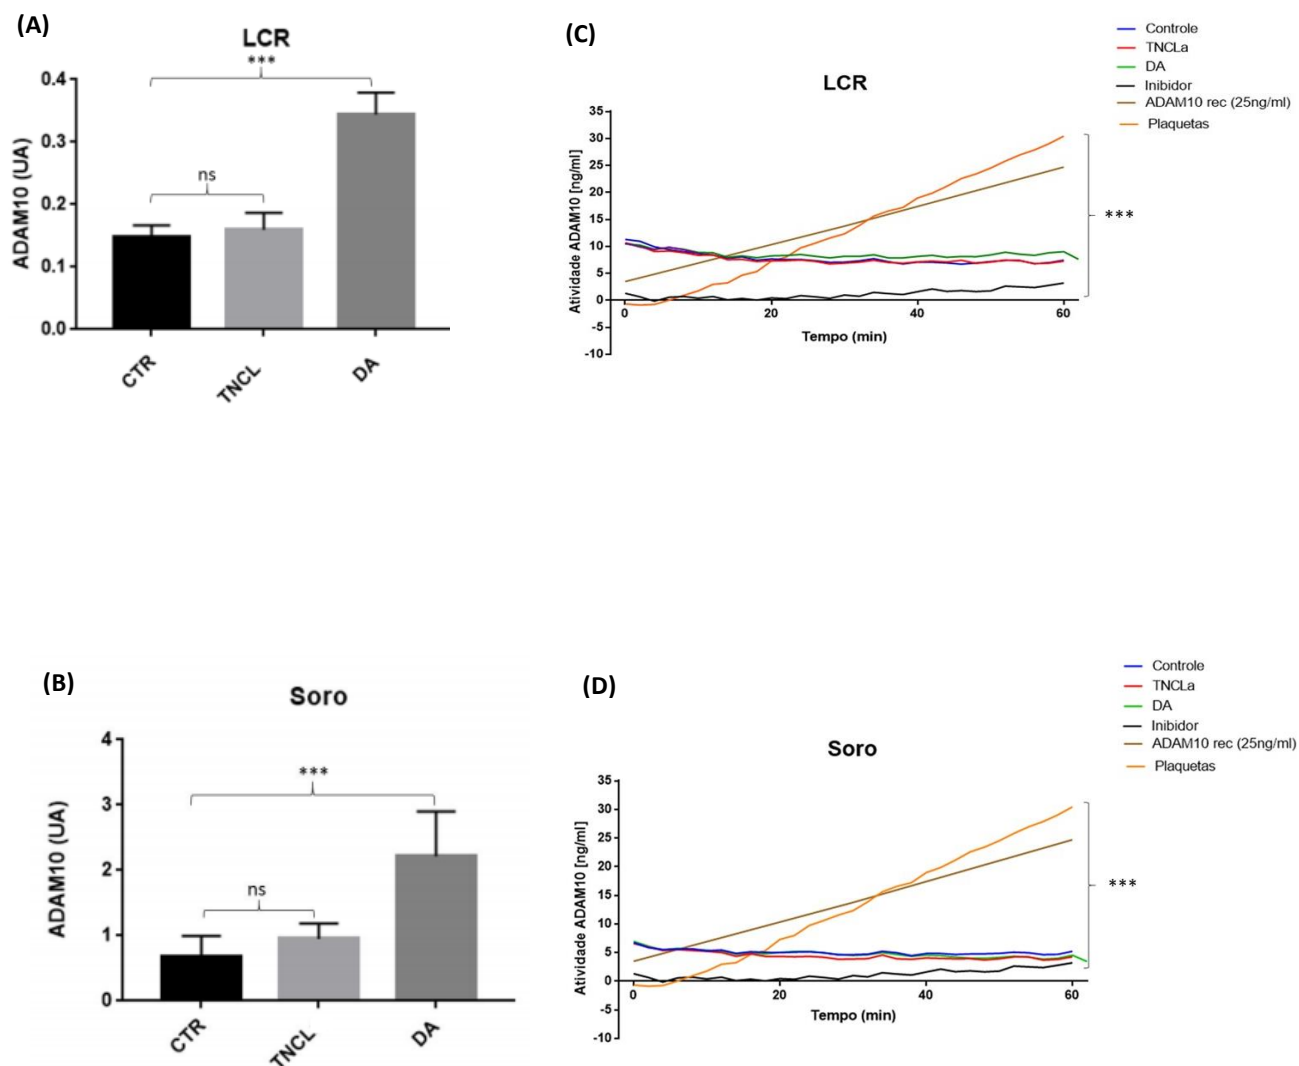 (A)
LCR
***
ns
ADAM10 (UA)
0.4
0.3
0.2
0.1
0.0
CTR
TNCL
DA
(C)
LCR
Controle
TNCLa
DA
Inibidor
ADAM10 rec (25ng/ml)
Plaquetas
Atividade ADAM10 [ng/ml]
35
30
25
20
15
10
5
0
-5
-10
0
20
40
60
Tempo (min)
***
(B)
Soro
***
ns
ADAM10 (UA)
4
3
2
1
0
CTR
TNCL
DA
(D)
Soro
Controle
TNCLa
DA
Inibidor
ADAM10 rec (25ng/ml)
Plaquetas
Atividade ADAM10 [ng/ml]
35
30
25
20
15
10
5
0
-5
-10
0
20
40
60
Tempo (min)
***